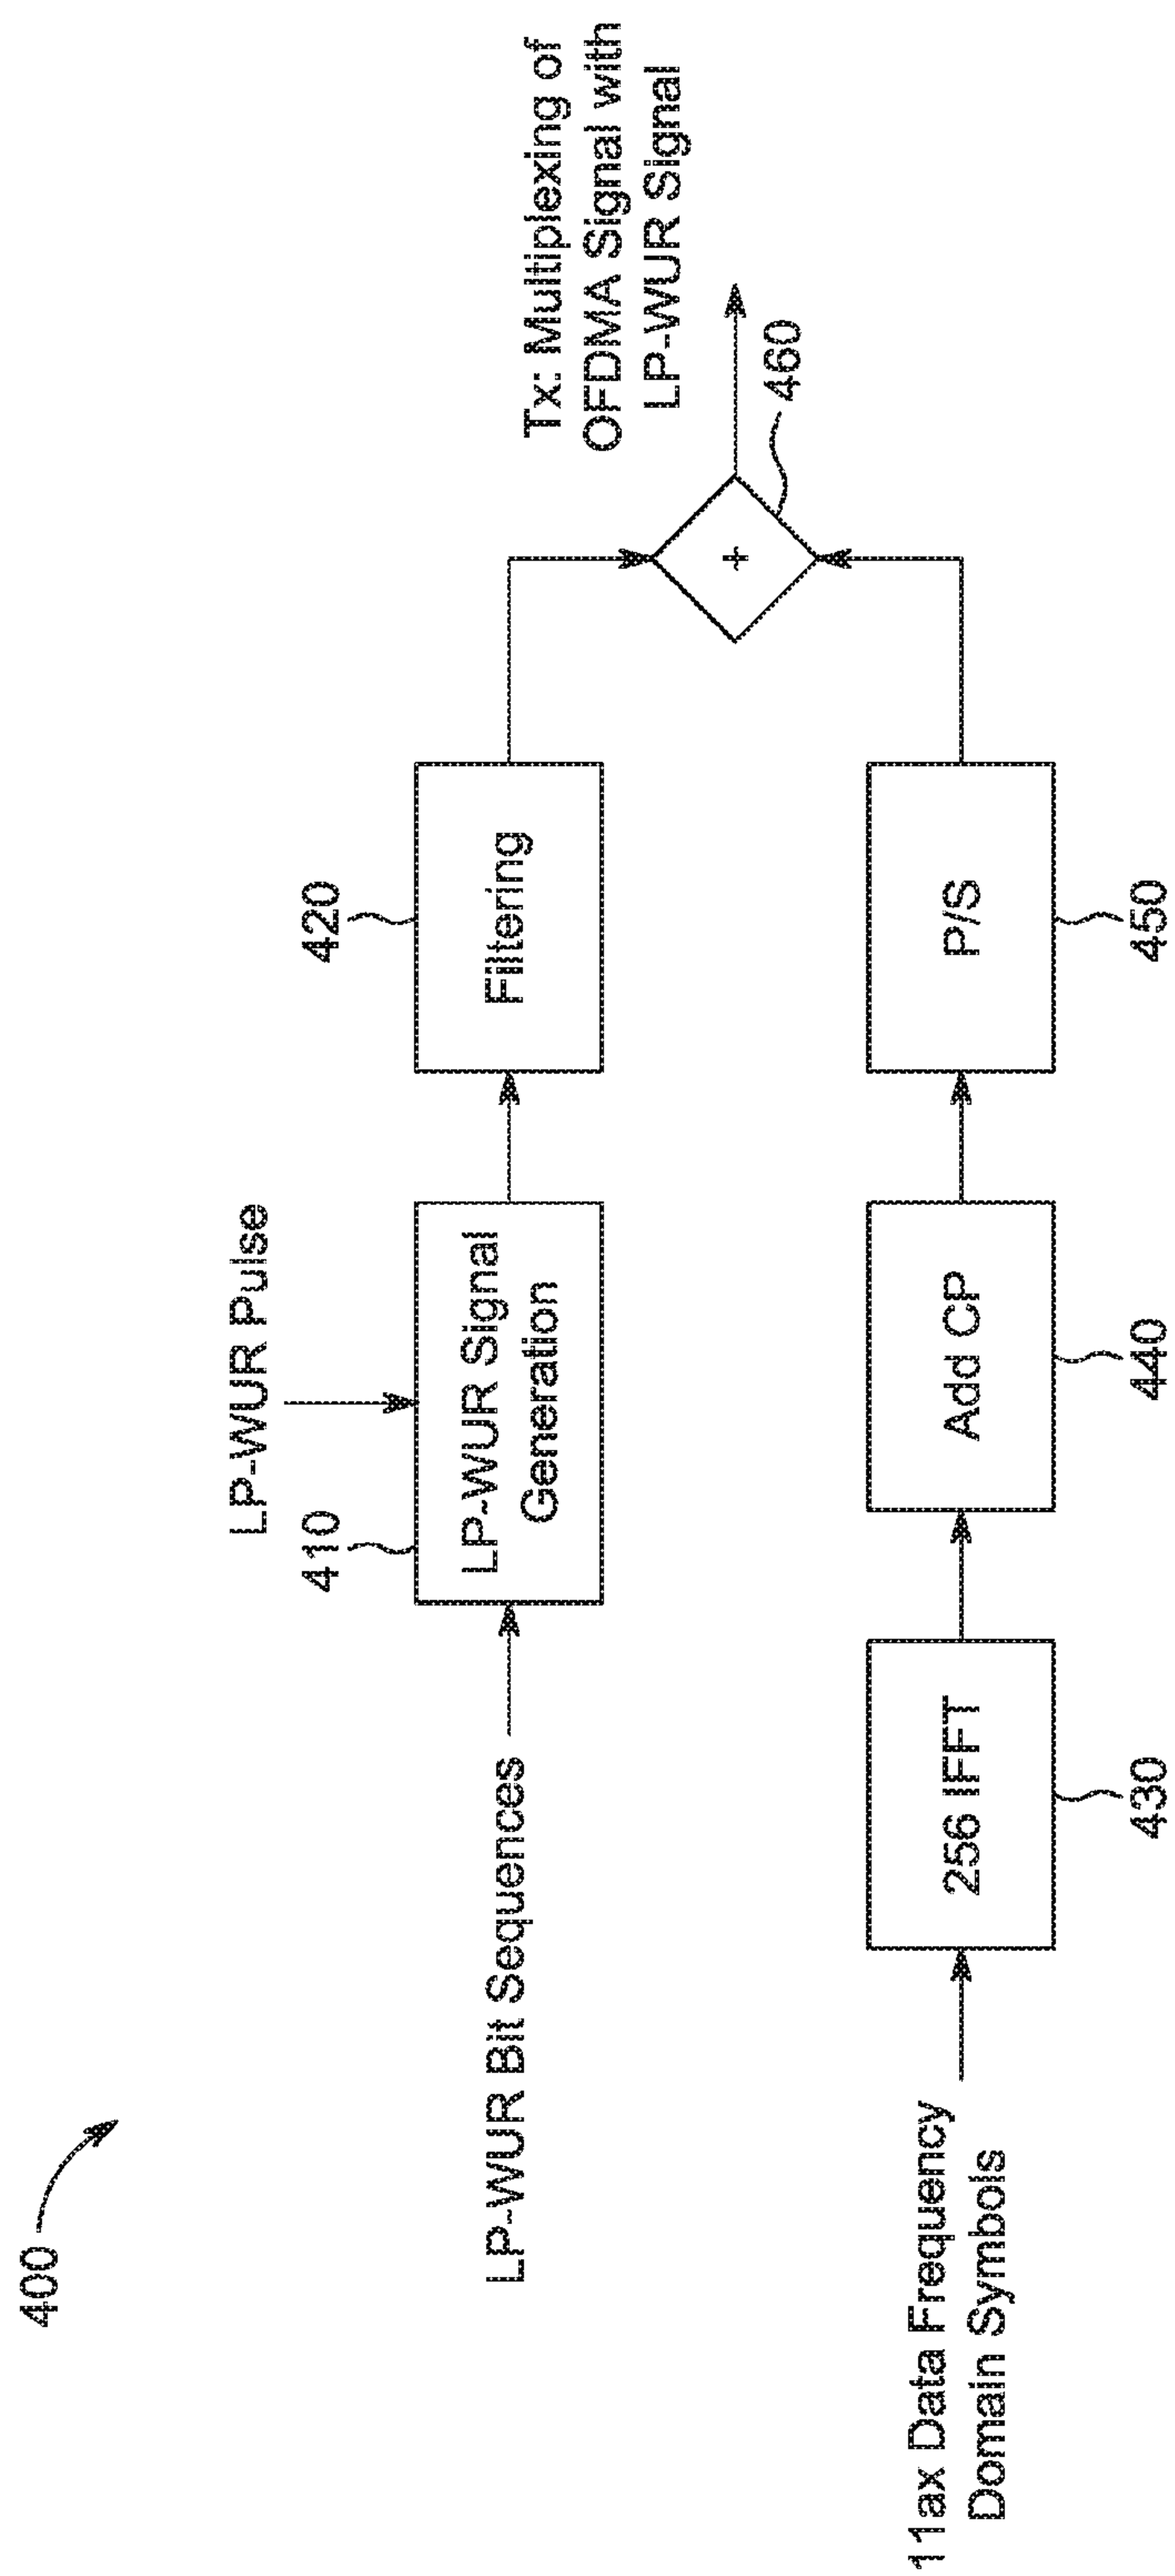 400
LP-WUR Pulse
410
420
LP-WUR Bit Sequences
LP-WUR Signal
Generation
Filtering
Tx: Multiplexing of
OFDMA Signal with
LP-WUR Signal
+
460
11ax Data Frequency
Domain Symbols
256 IFFT
Add CP
P/S
430
440
450